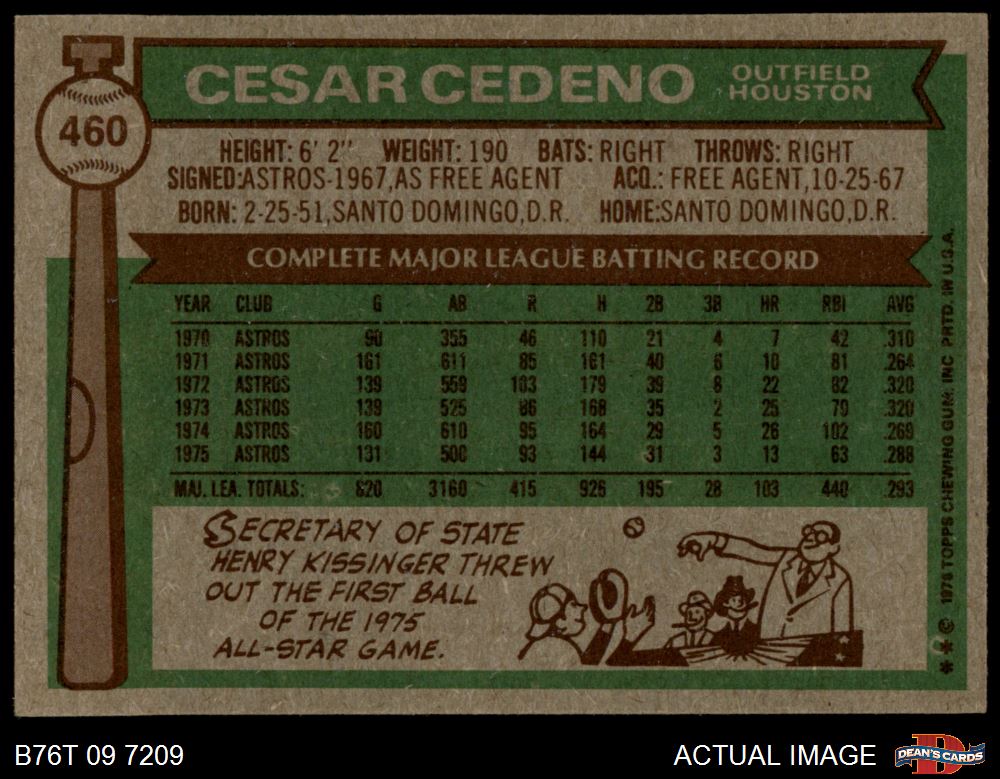 CESAR CEDENO
OUTFIELD
HOUSTON
460
HEIGHT: 6' 2" WEIGHT: 190 BATS: RIGHT THROWS: RIGHT
SIGNED:ASTROS-1967,AS FREE AGENT ACQ.: FREE AGENT,10-25-67
BORN: 2-25-51,SANTO DOMINGO,D.R. HOME:SANTO DOMINGO,D.R.
COMPLETE MAJOR LEAGUE BATTING RECORD
YEAR CLUB G AB R H 2B 3B HR RBI AVG
1970 ASTROS 90 355 46 110 21 4 7 42 .310
1971 ASTROS 161 611 85 161 40 6 10 81 .264
1972 ASTROS 139 559 103 179 39 8 22 82 .320
1973 ASTROS 139 525 86 168 35 2 25 70 .320
1974 ASTROS 160 610 95 164 29 5 26 102 .269
1975 ASTROS 131 500 93 144 31 3 13 63 .288
MAJ. LEA. TOTALS: 820 3160 415 926 195 28 103 440 .293
SECRETARY OF STATE
HENRY KISSINGER THREW
OUT THE FIRST BALL
OF THE 1975
ALL-STAR GAME.
** © 1976 TOPPS CHEWING GUM, INC. PRTD. IN U.S.A.
B76T 09 7209
ACTUAL IMAGE
DEAN'S CARDS